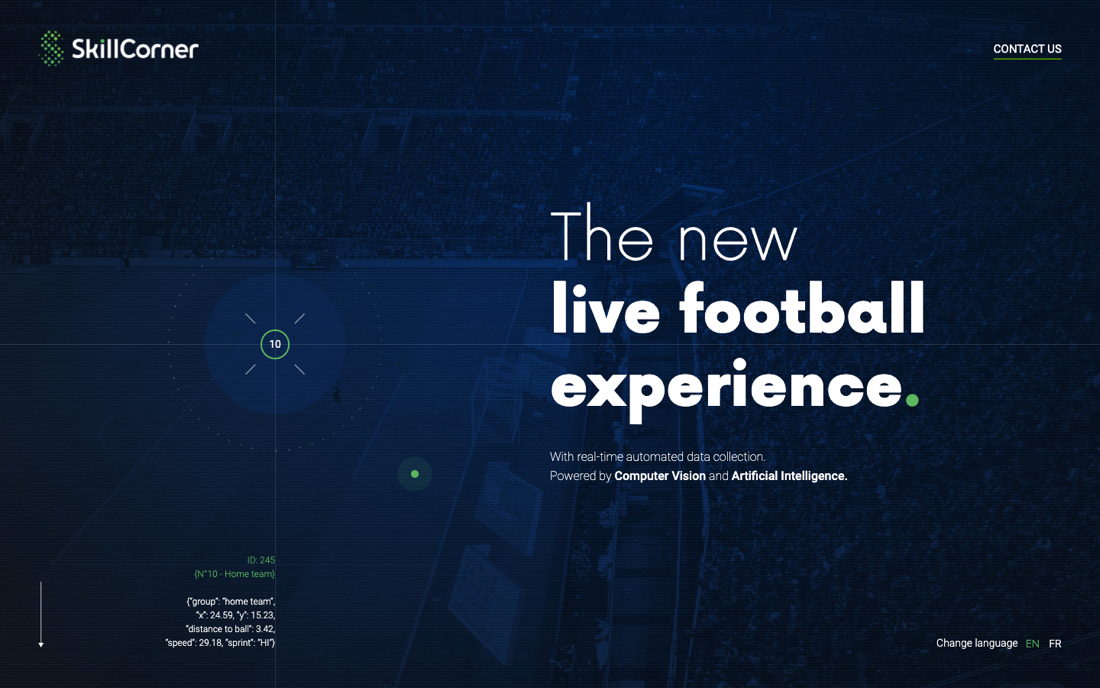 SkillCorner
CONTACT US
The new
live football
experience.
10
With real-time automated data collection.
Powered by Computer Vision and Artificial Intelligence.
ID: 245
{N°10 - Home team}
{"group": "home team",
"x": 24.59, "y": 15.23,
"distance to ball": 3.42,
"speed": 29.18, "sprint": "HI"}
Change language EN FR